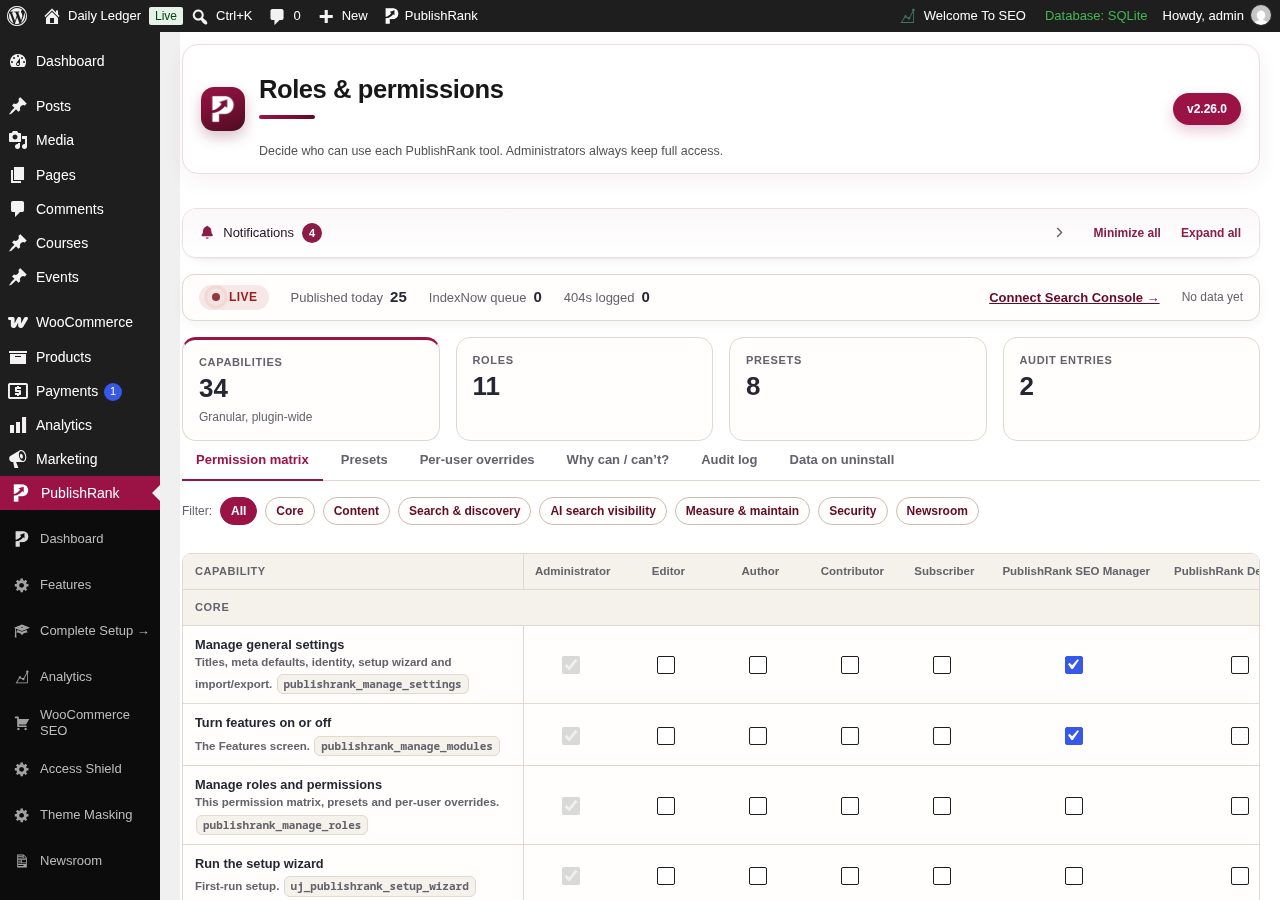 Daily Ledger Live Ctrl+K 0 New PublishRank Welcome To SEO Database: SQLite Howdy, admin
Dashboard
Posts
Media
Pages
Comments
Courses
Events
WooCommerce
Products
Payments 1
Analytics
Marketing
PublishRank
Dashboard
Features
Complete Setup →
Analytics
WooCommerce
SEO
Access Shield
Theme Masking
Newsroom
Roles & permissions
Decide who can use each PublishRank tool. Administrators always keep full access.
v2.26.0
Notifications 4 Minimize all Expand all
LIVE Published today 25 IndexNow queue 0 404s logged 0 Connect Search Console → No data yet
CAPABILITIES
34
Granular, plugin-wide
ROLES
11
PRESETS
8
AUDIT ENTRIES
2
Permission matrix Presets Per-user overrides Why can / can't? Audit log Data on uninstall
Filter: All Core Content Search & discovery AI search visibility Measure & maintain Security Newsroom
CAPABILITY Administrator Editor Author Contributor Subscriber PublishRank SEO Manager PublishRank De
CORE
Manage general settings
Titles, meta defaults, identity, setup wizard and
import/export. publishrank_manage_settings
Turn features on or off
The Features screen. publishrank_manage_modules
Manage roles and permissions
This permission matrix, presets and per-user overrides.
publishrank_manage_roles
Run the setup wizard
First-run setup. uj_publishrank_setup_wizard